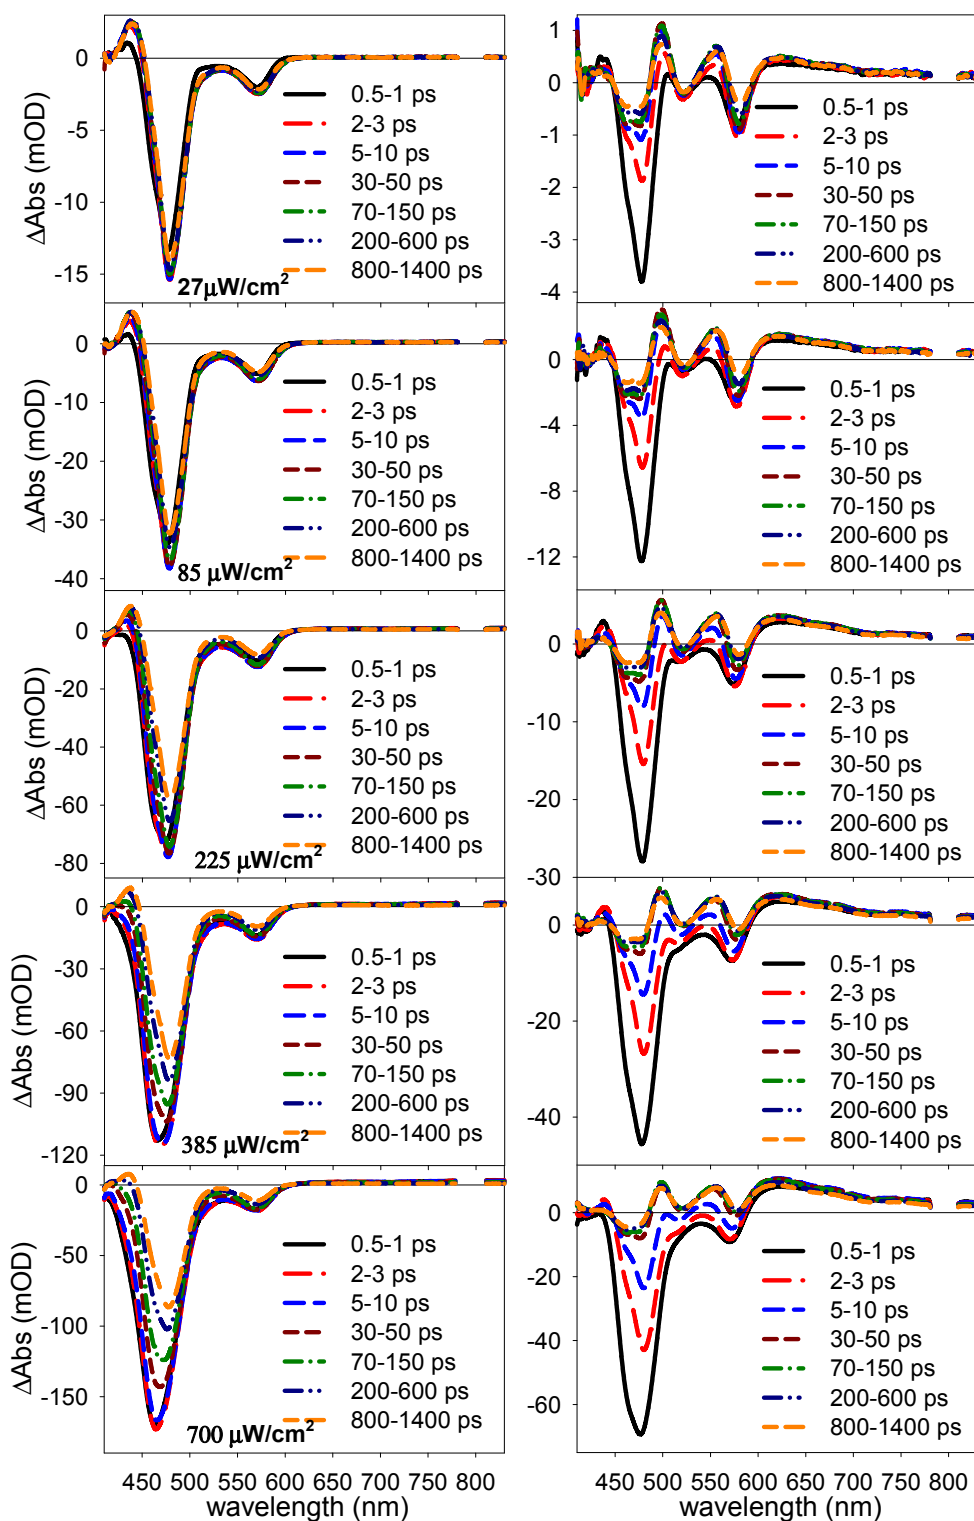 0
-5
-10
-15
ΔAbs (mOD)
0.5-1 ps
2-3 ps
5-10 ps
30-50 ps
70-150 ps
200-600 ps
800-1400 ps
27μW/cm²
1
0
-1
-2
-3
-4
0.5-1 ps
2-3 ps
5-10 ps
30-50 ps
70-150 ps
200-600 ps
800-1400 ps
0
-10
-20
-30
-40
ΔAbs (mOD)
0.5-1 ps
2-3 ps
5-10 ps
30-50 ps
70-150 ps
200-600 ps
800-1400 ps
85 μW/cm²
0
-4
-8
-12
0.5-1 ps
2-3 ps
5-10 ps
30-50 ps
70-150 ps
200-600 ps
800-1400 ps
0
-20
-40
-60
-80
ΔAbs (mOD)
0.5-1 ps
2-3 ps
5-10 ps
30-50 ps
70-150 ps
200-600 ps
800-1400 ps
225 μW/cm²
0
-10
-20
-30
0.5-1 ps
2-3 ps
5-10 ps
30-50 ps
70-150 ps
200-600 ps
800-1400 ps
0
-30
-60
-90
-120
ΔAbs (mOD)
0.5-1 ps
2-3 ps
5-10 ps
30-50 ps
70-150 ps
200-600 ps
800-1400 ps
385 μW/cm²
0
-20
-40
0.5-1 ps
2-3 ps
5-10 ps
30-50 ps
70-150 ps
200-600 ps
800-1400 ps
0
-50
-100
-150
ΔAbs (mOD)
0.5-1 ps
2-3 ps
5-10 ps
30-50 ps
70-150 ps
200-600 ps
800-1400 ps
700 μW/cm²
450 500 550 600 650 700 750 800
wavelength (nm)
0
-20
-40
-60
0.5-1 ps
2-3 ps
5-10 ps
30-50 ps
70-150 ps
200-600 ps
800-1400 ps
450 500 550 600 650 700 750 800
wavelength (nm)